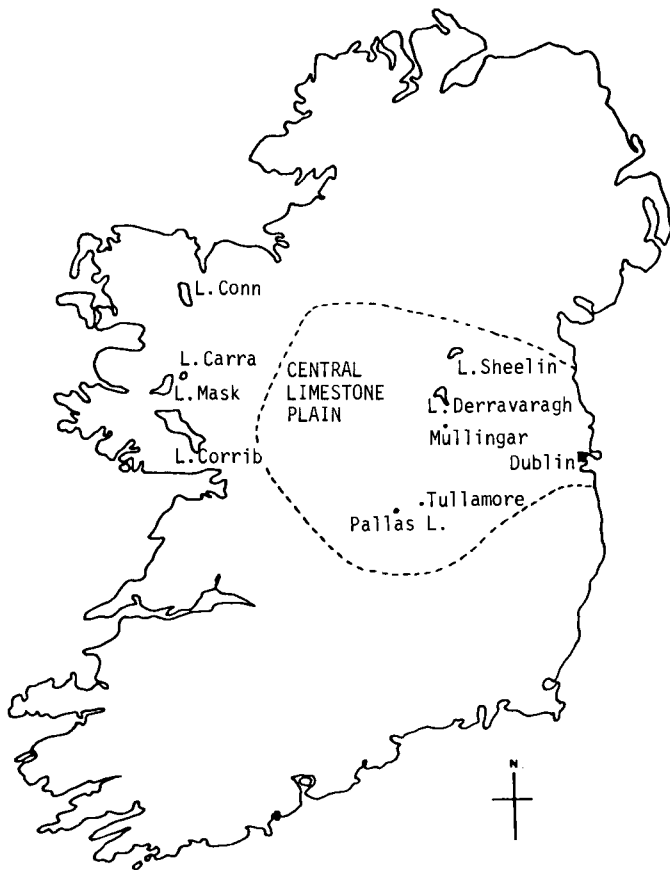 L. Conn
L. Carra
L. Mask
L. Corrib
CENTRAL
LIMESTONE
PLAIN
L. Sheelin
L. Derravaragh
Mullingar
Dublin
Tullamore
Pallas L.
N